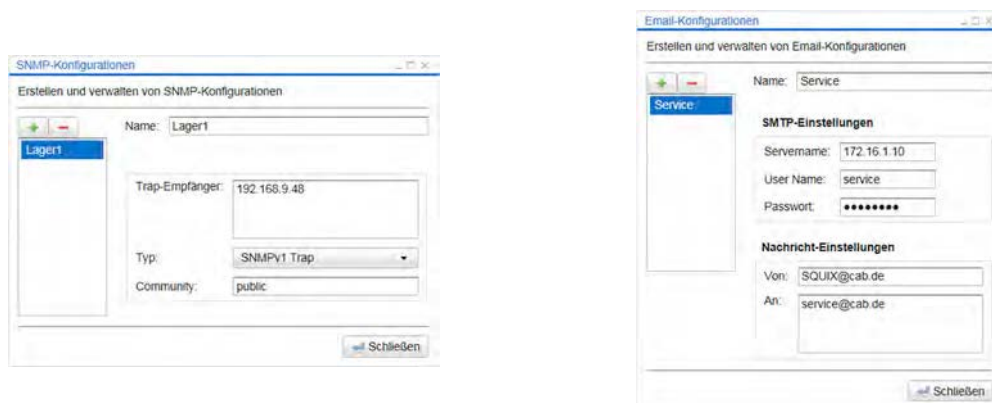 SNMP-Konfigurationen
Erstellen und verwalten von SNMP-Konfigurationen
Name: Lager1
Lager1
Trap-Empfänger: 192.168.9.48
Typ: SNMPv1 Trap
Community: public
Schließen
Email-Konfigurationen
Erstellen und verwalten von Email-Konfigurationen
Name: Service
Service
SMTP-Einstellungen
Servername: 172.16.1.10
User Name: service
Passwort: ●●●●●●●●
Nachricht-Einstellungen
Von: SQUIX@cab.de
An: service@cab.de
Schließen